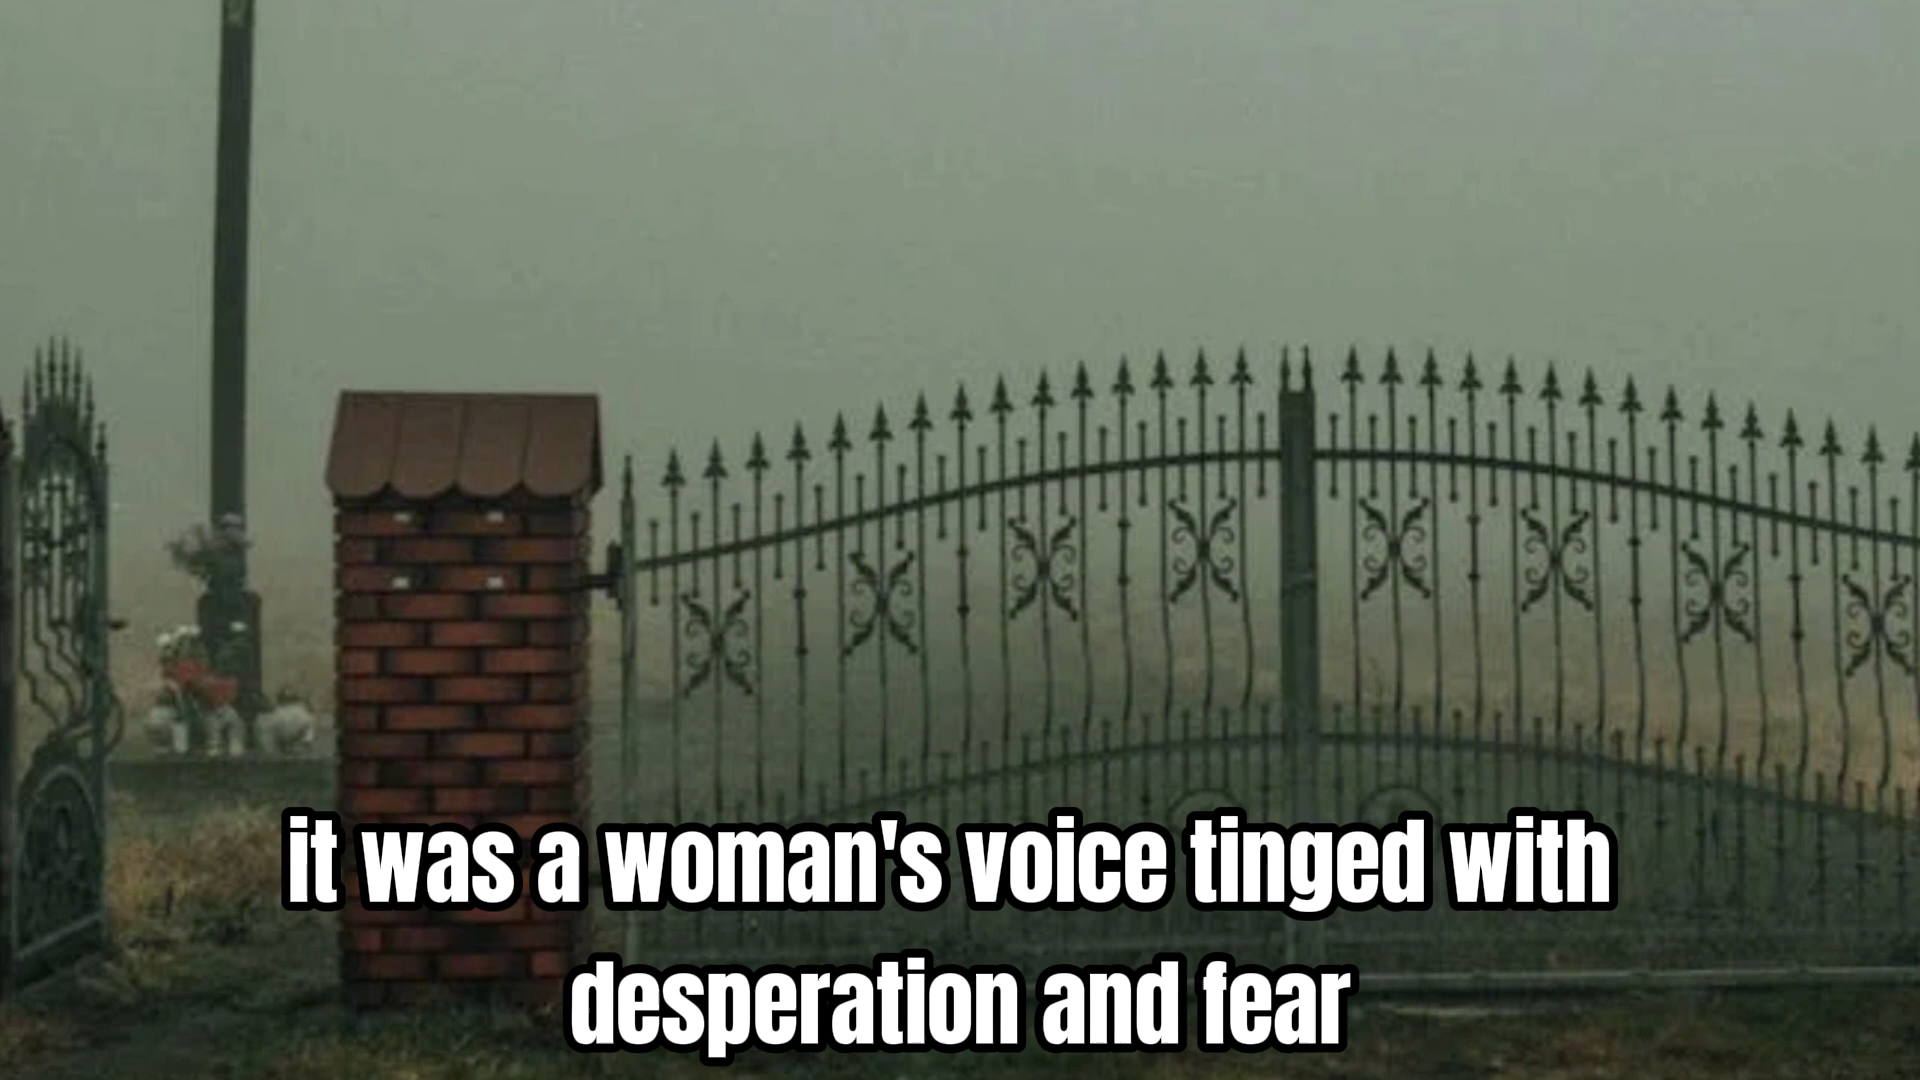 it was a woman's voice tinged with
desperation and fear